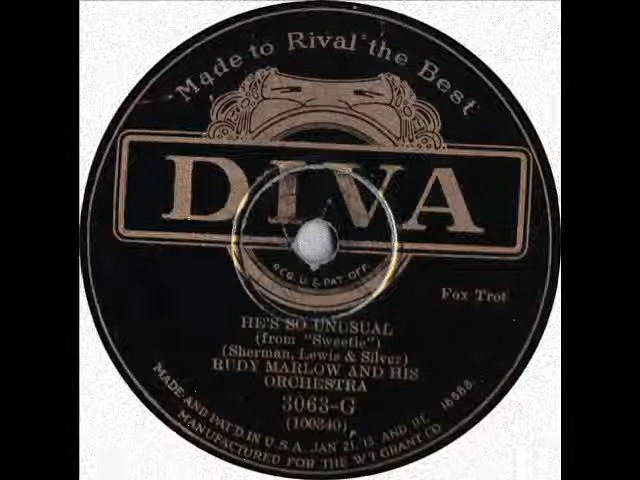 "Made to Rival the Best
DIVA
REG. U.S. PAT. OFF.
Fox Trot
HE'S SO UNUSUAL
(from "Sweetie")
(Sherman, Lewis & Silver)
RUDY MARLOW AND HIS
ORCHESTRA
3063-G
(100340)
MADE AND PAT'D IN U.S.A. JAN 21, 13, AND RE. 16588.
MANUFACTURED FOR THE W T GRANT CO